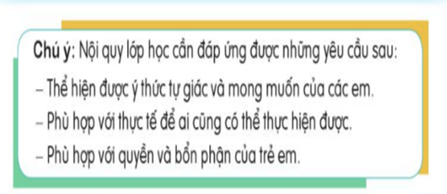 Chú ý: Nội quy lớp học cần đáp ứng được những yêu cầu sau:
– Thể hiện được ý thức tự giác và mong muốn của các em.
– Phù hợp với thực tế để ai cũng có thể thực hiện được.
– Phù hợp với quyền và bổn phận của trẻ em.